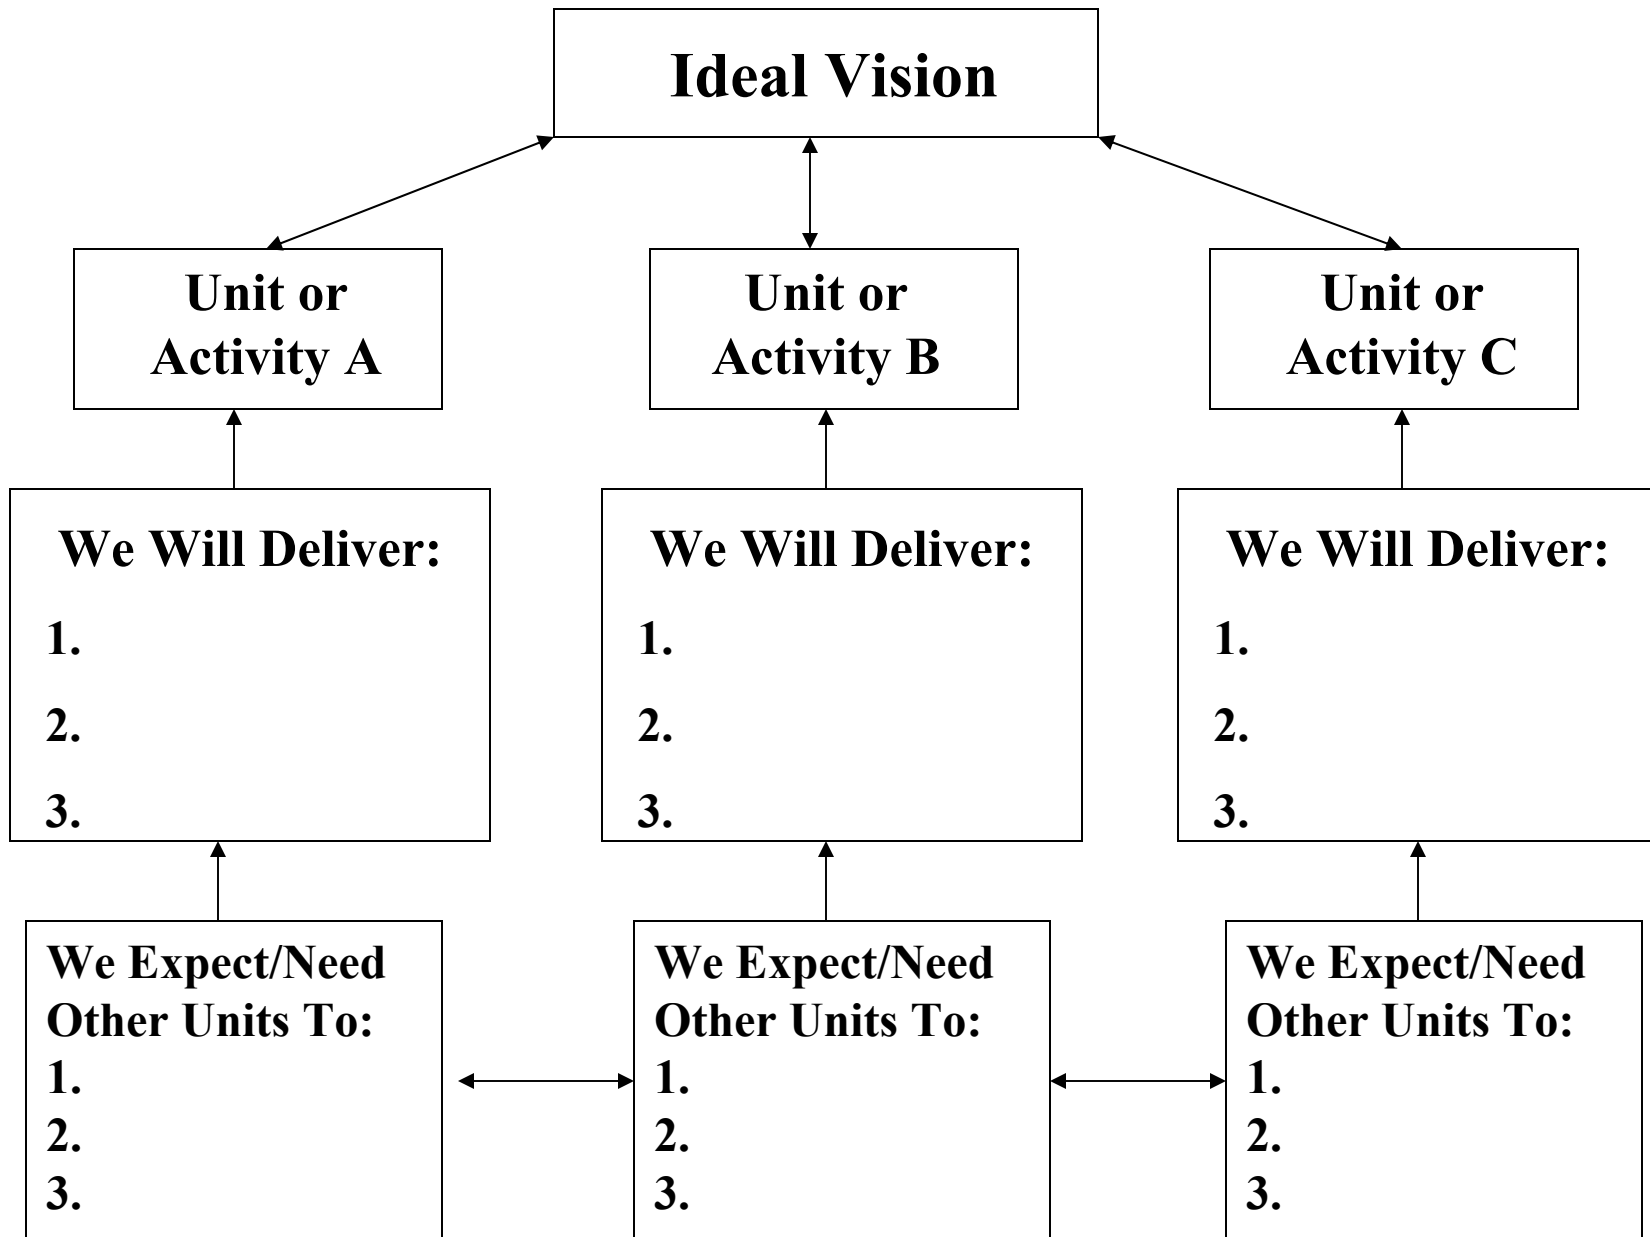 Ideal Vision
Unit or
Activity A
Unit or
Activity B
Unit or
Activity C
We Will Deliver:
1.
2.
3.
We Will Deliver:
1.
2.
3.
We Will Deliver:
1.
2.
3.
We Expect/Need
Other Units To:
1.
2.
3.
We Expect/Need
Other Units To:
1.
2.
3.
We Expect/Need
Other Units To:
1.
2.
3.